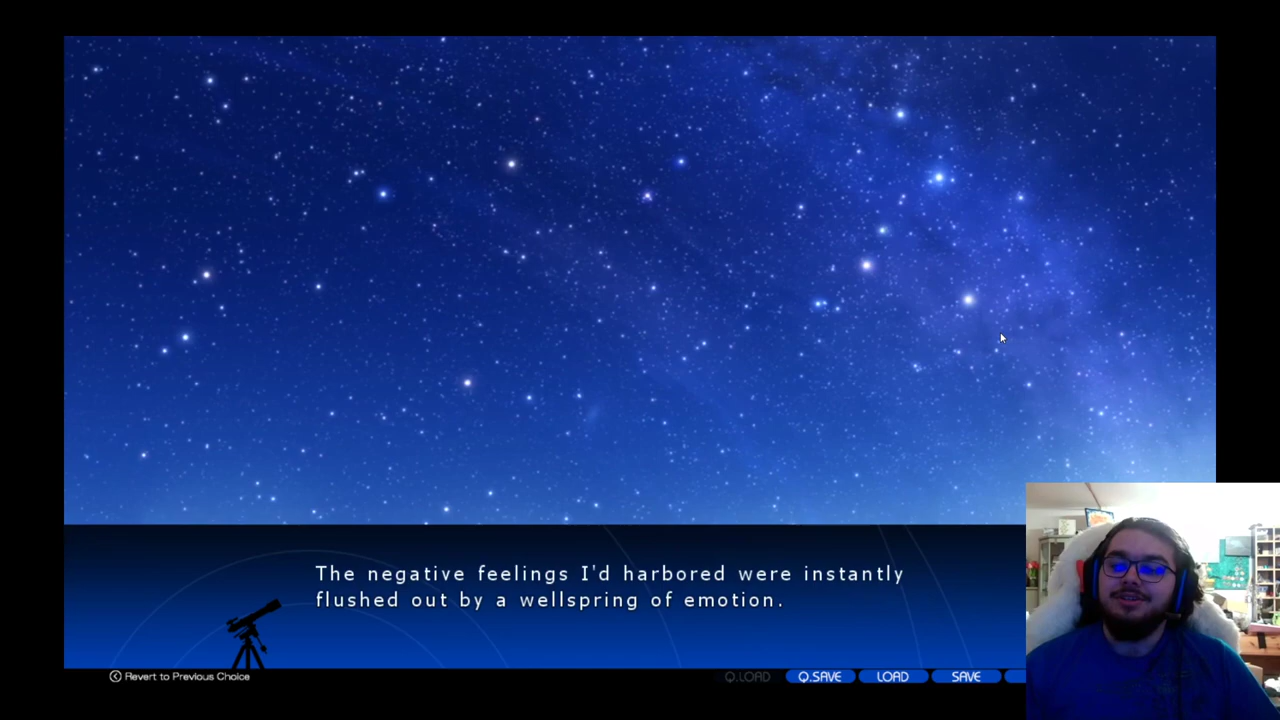 The negative feelings I'd harbored were instantly
flushed out by a wellspring of emotion.
Revert to Previous Choice Q.LOAD Q.SAVE LOAD SAVE